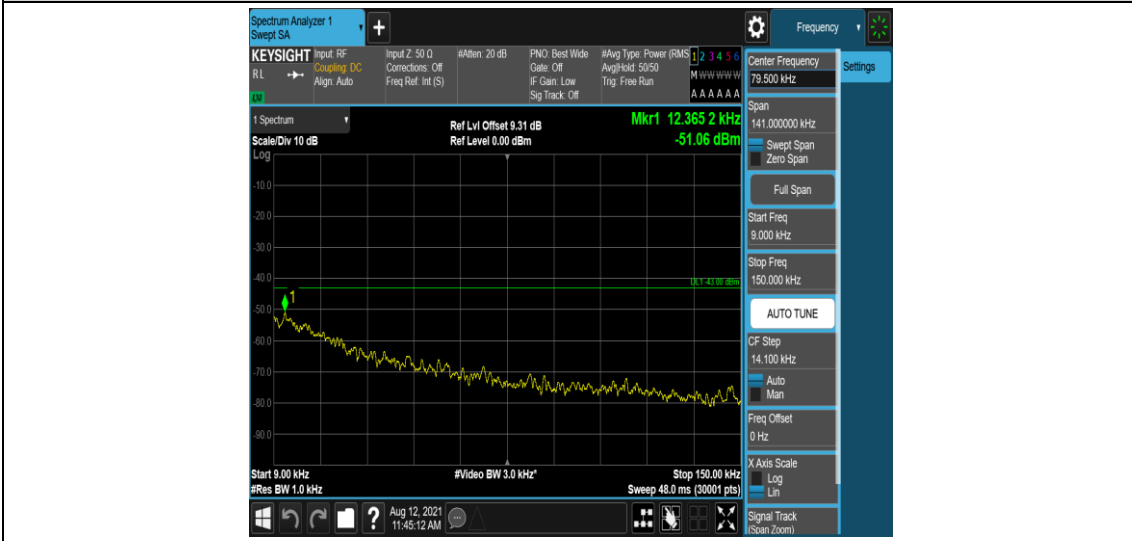 Spectrum Analyzer 1
Swept SA
+
Frequency
KEYSIGHT
Input: RF
Input Z: 50 Ω
#Atten: 20 dB
PNO: Best Wide
#Avg Type: Power (RMS
1 2 3 4 5 6
R L
Coupling: DC
Corrections: Off
Gate: Off
Avg|Hold: 50/50
M W W W W W
Align: Auto
Freq Ref: Int (S)
IF Gain: Low
Trig: Free Run
Sig Track: Off
A A A A A A
1 Spectrum
Ref Lvl Offset 9.31 dB
Mkr1 12.365 2 kHz
Scale/Div 10 dB
Ref Level 0.00 dBm
-51.06 dBm
Log
-10.0
-20.0
-30.0
-40.0
DL1 -43.00 dBm
1
-50.0
-60.0
-70.0
-80.0
-90.0
Start 9.00 kHz
#Video BW 3.0 kHz*
Stop 150.00 kHz
#Res BW 1.0 kHz
Sweep 48.0 ms (30001 pts)
?
Aug 12, 2021
11:45:12 AM
Center Frequency
79.500 kHz
Settings
Span
141.000000 kHz
Swept Span
Zero Span
Full Span
Start Freq
9.000 kHz
Stop Freq
150.000 kHz
AUTO TUNE
CF Step
14.100 kHz
Auto
Man
Freq Offset
0 Hz
X Axis Scale
Log
Lin
Signal Track
(Span Zoom)